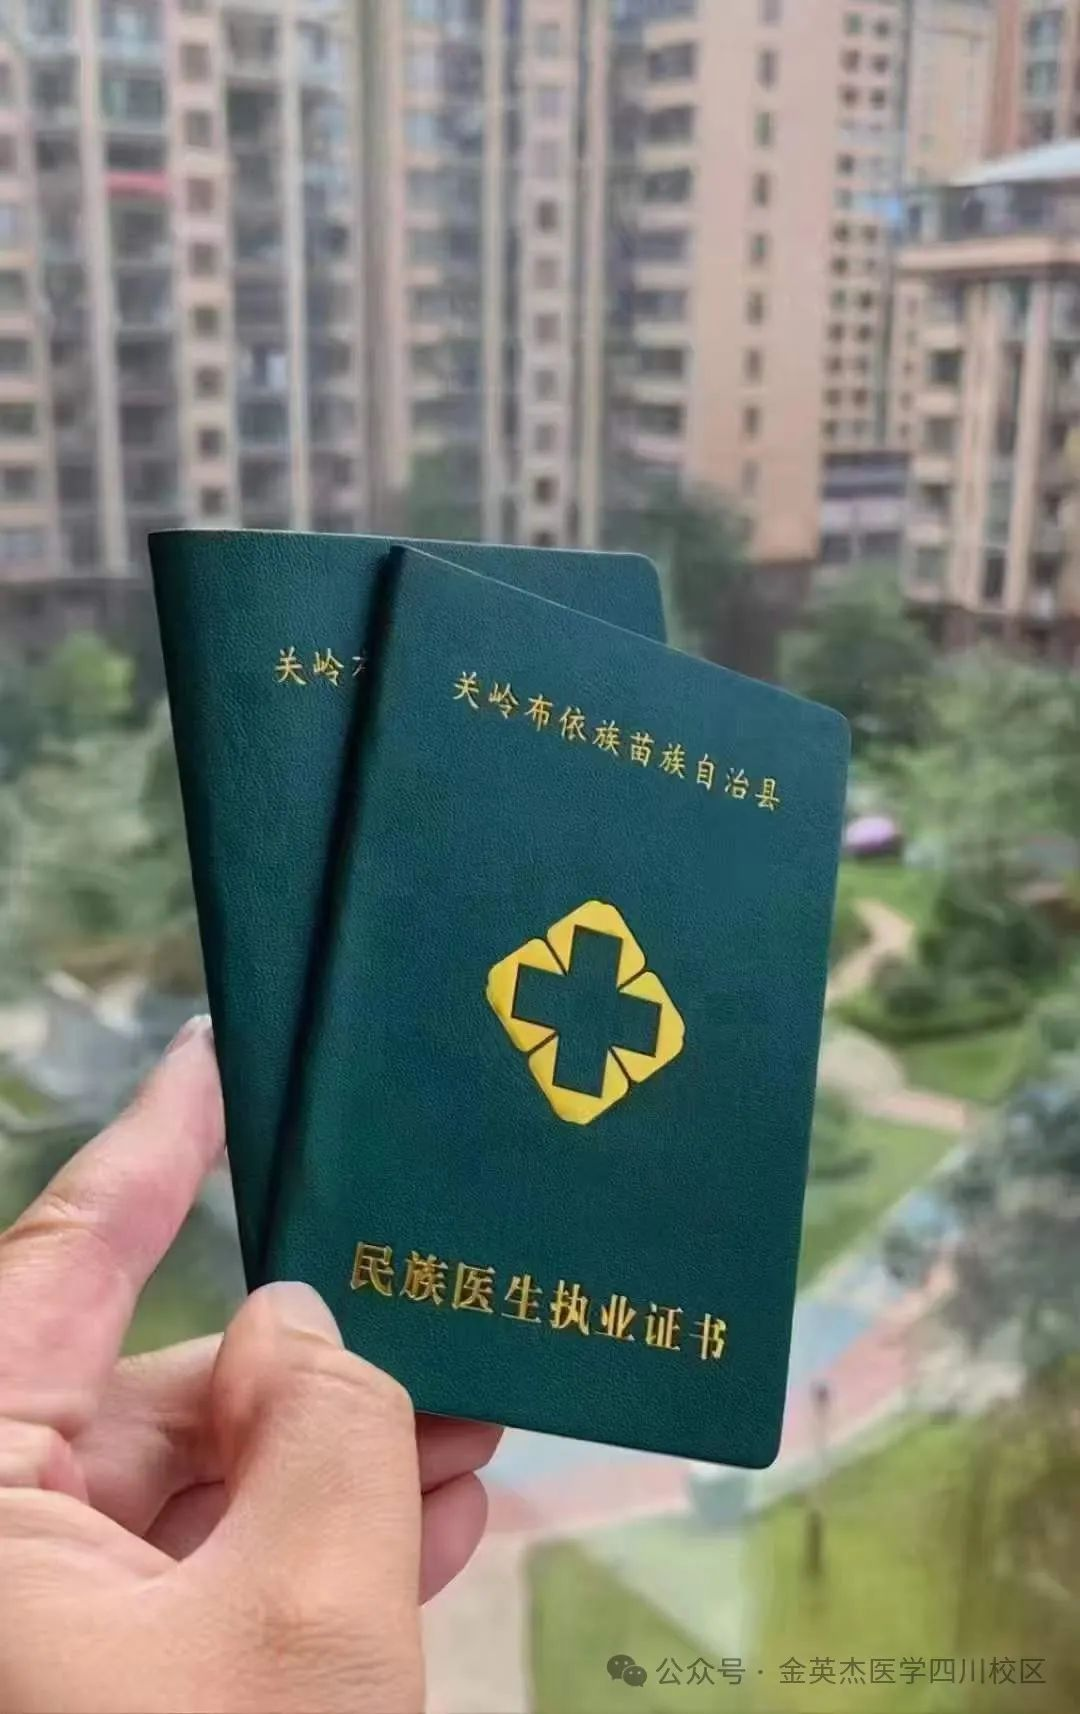 关岭
关岭布依族苗族自治县
民族医生执业证书
公众号·金英杰医学四川校区